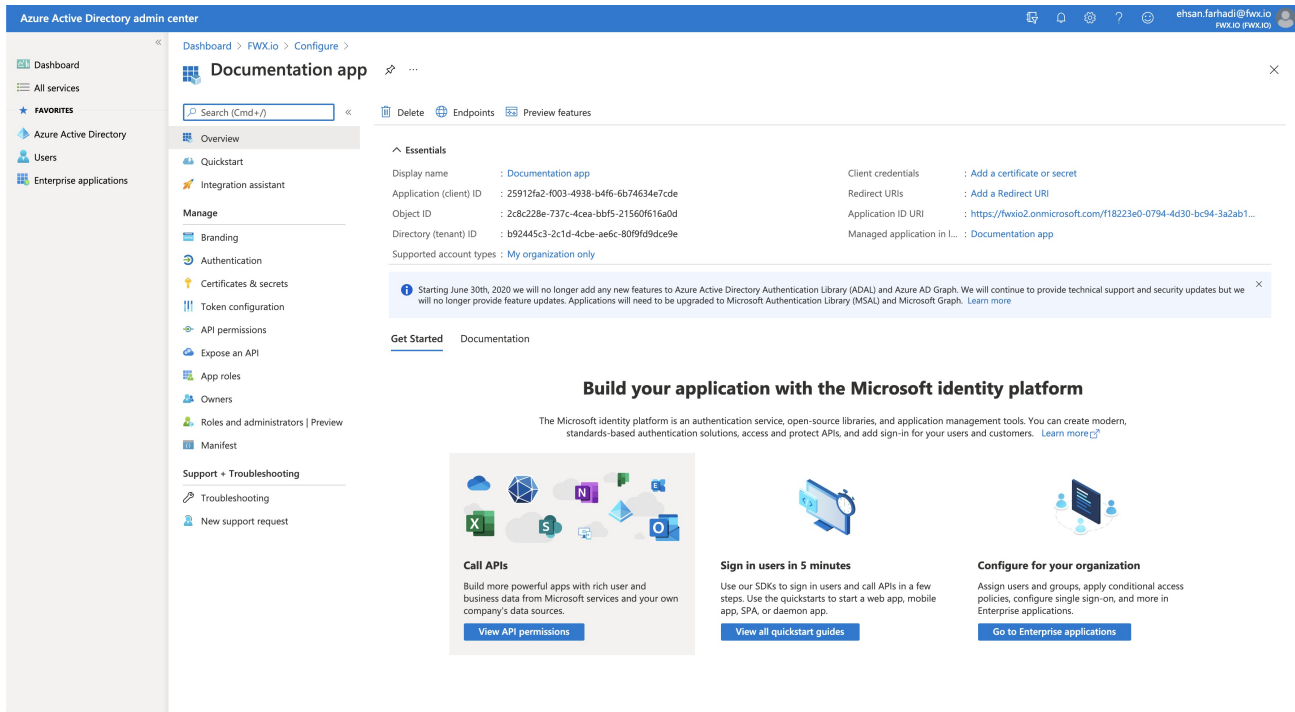 Azure Active Directory admin center
ehsan.farhadi@fwx.io
FWX.IO (FWX.IO)
Dashboard
All services
FAVORITES
Azure Active Directory
Users
Enterprise applications
Dashboard > FWX.io > Configure >
Documentation app
Search (Cmd+/)
Overview
Quickstart
Integration assistant
Manage
Branding
Authentication
Certificates & secrets
Token configuration
API permissions
Expose an API
App roles
Owners
Roles and administrators | Preview
Manifest
Support + Troubleshooting
Troubleshooting
New support request
Delete Endpoints Preview features
Essentials
Display name : Documentation app
Application (client) ID : 25912fa2-f003-4938-b4f6-6b74634e7cde
Object ID : 2c8c228e-737c-4cea-bbf5-21560f616a0d
Directory (tenant) ID : b92445c3-2c1d-4cbe-ae6c-80f9fd9dce9e
Supported account types : My organization only
Client credentials : Add a certificate or secret
Redirect URIs : Add a Redirect URI
Application ID URI : https://fwxio2.onmicrosoft.com/f18223e0-0794-4d30-bc94-3a2ab1...
Managed application in l... : Documentation app
Starting June 30th, 2020 we will no longer add any new features to Azure Active Directory Authentication Library (ADAL) and Azure AD Graph. We will continue to provide technical support and security updates but we
will no longer provide feature updates. Applications will need to be upgraded to Microsoft Authentication Library (MSAL) and Microsoft Graph. Learn more
Get Started Documentation
Build your application with the Microsoft identity platform
The Microsoft identity platform is an authentication service, open-source libraries, and application management tools. You can create modern,
standards-based authentication solutions, access and protect APIs, and add sign-in for your users and customers. Learn more
Call APIs
Build more powerful apps with rich user and
business data from Microsoft services and your own
company's data sources.
View API permissions
Sign in users in 5 minutes
Use our SDKs to sign in users and call APIs in a few
steps. Use the quickstarts to start a web app, mobile
app, SPA, or daemon app.
View all quickstart guides
Configure for your organization
Assign users and groups, apply conditional access
policies, configure single sign-on, and more in
Enterprise applications.
Go to Enterprise applications